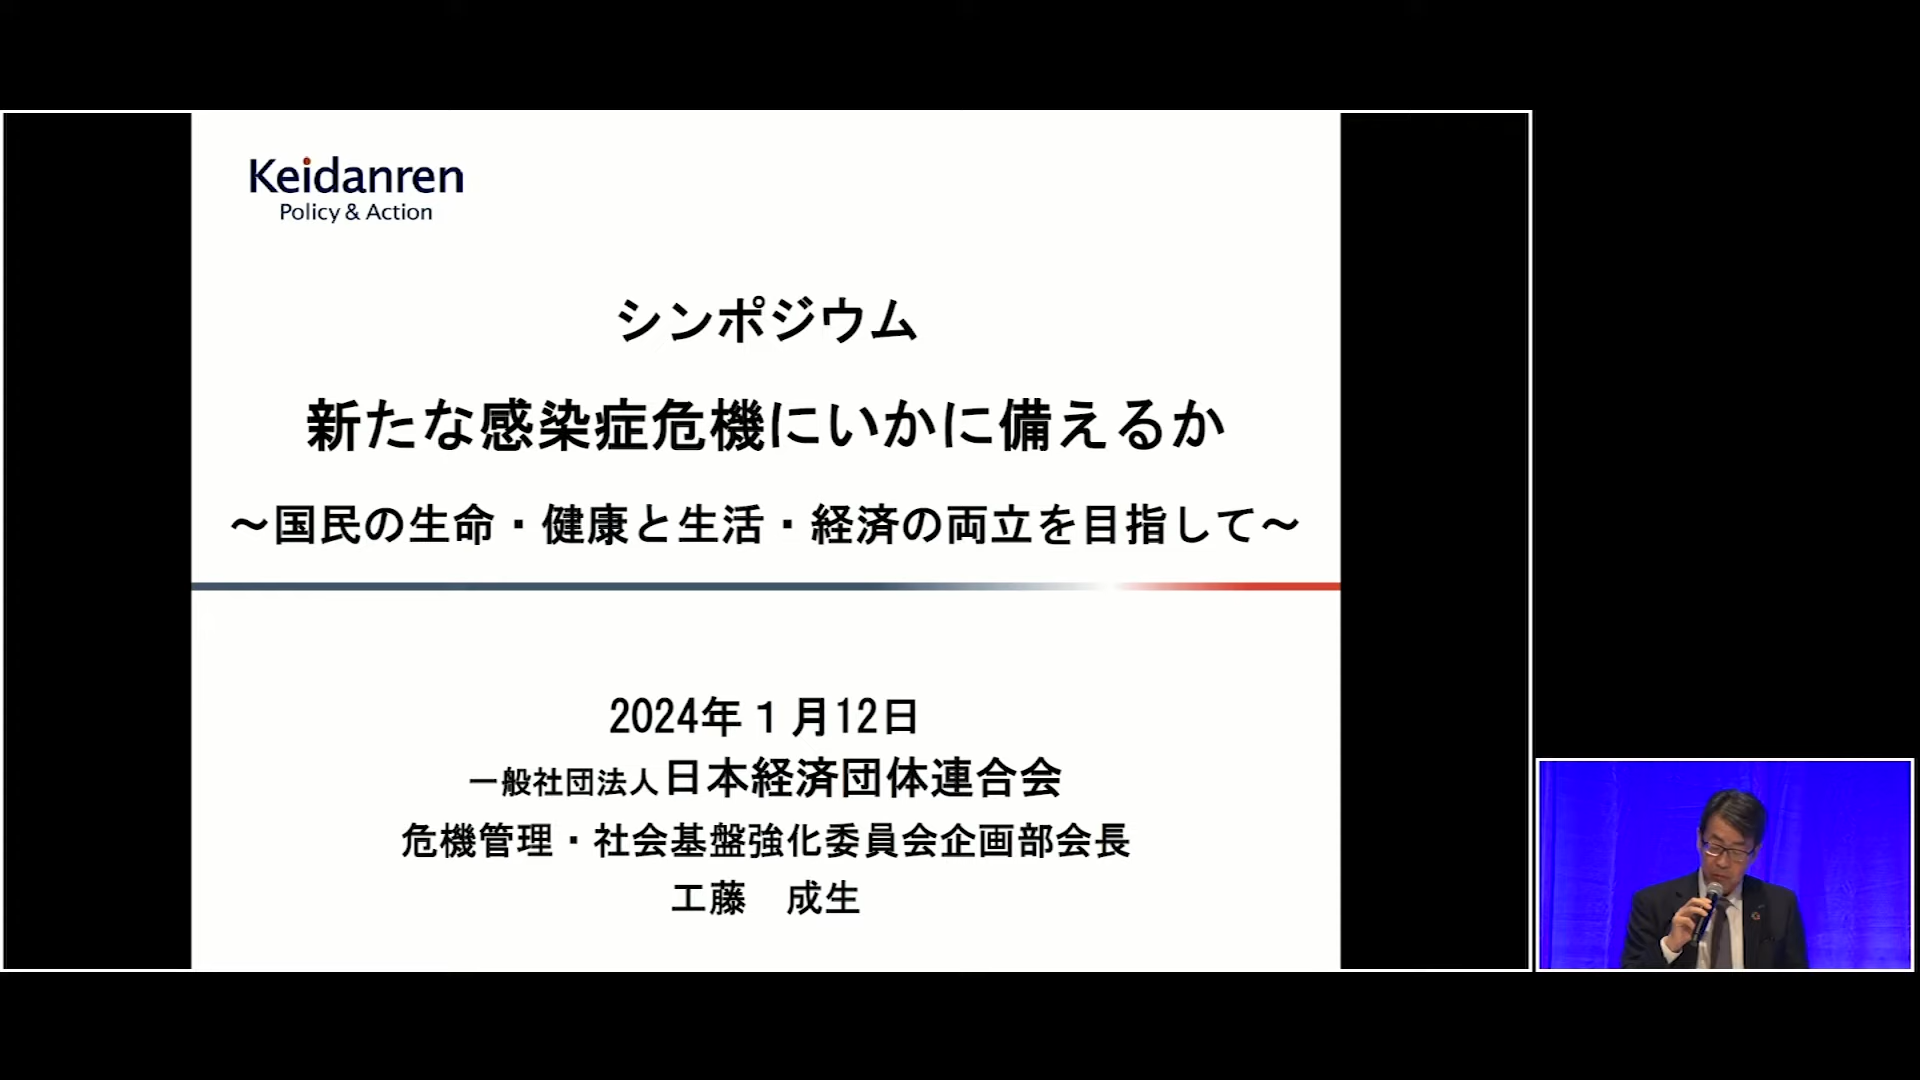 Keidanren
Policy & Action
シンポジウム
新たな感染症危機にいかに備えるか
～国民の生命・健康と生活・経済の両立を目指して～
2024年１月12日
一般社団法人日本経済団体連合会
危機管理・社会基盤強化委員会企画部会長
工藤　成生